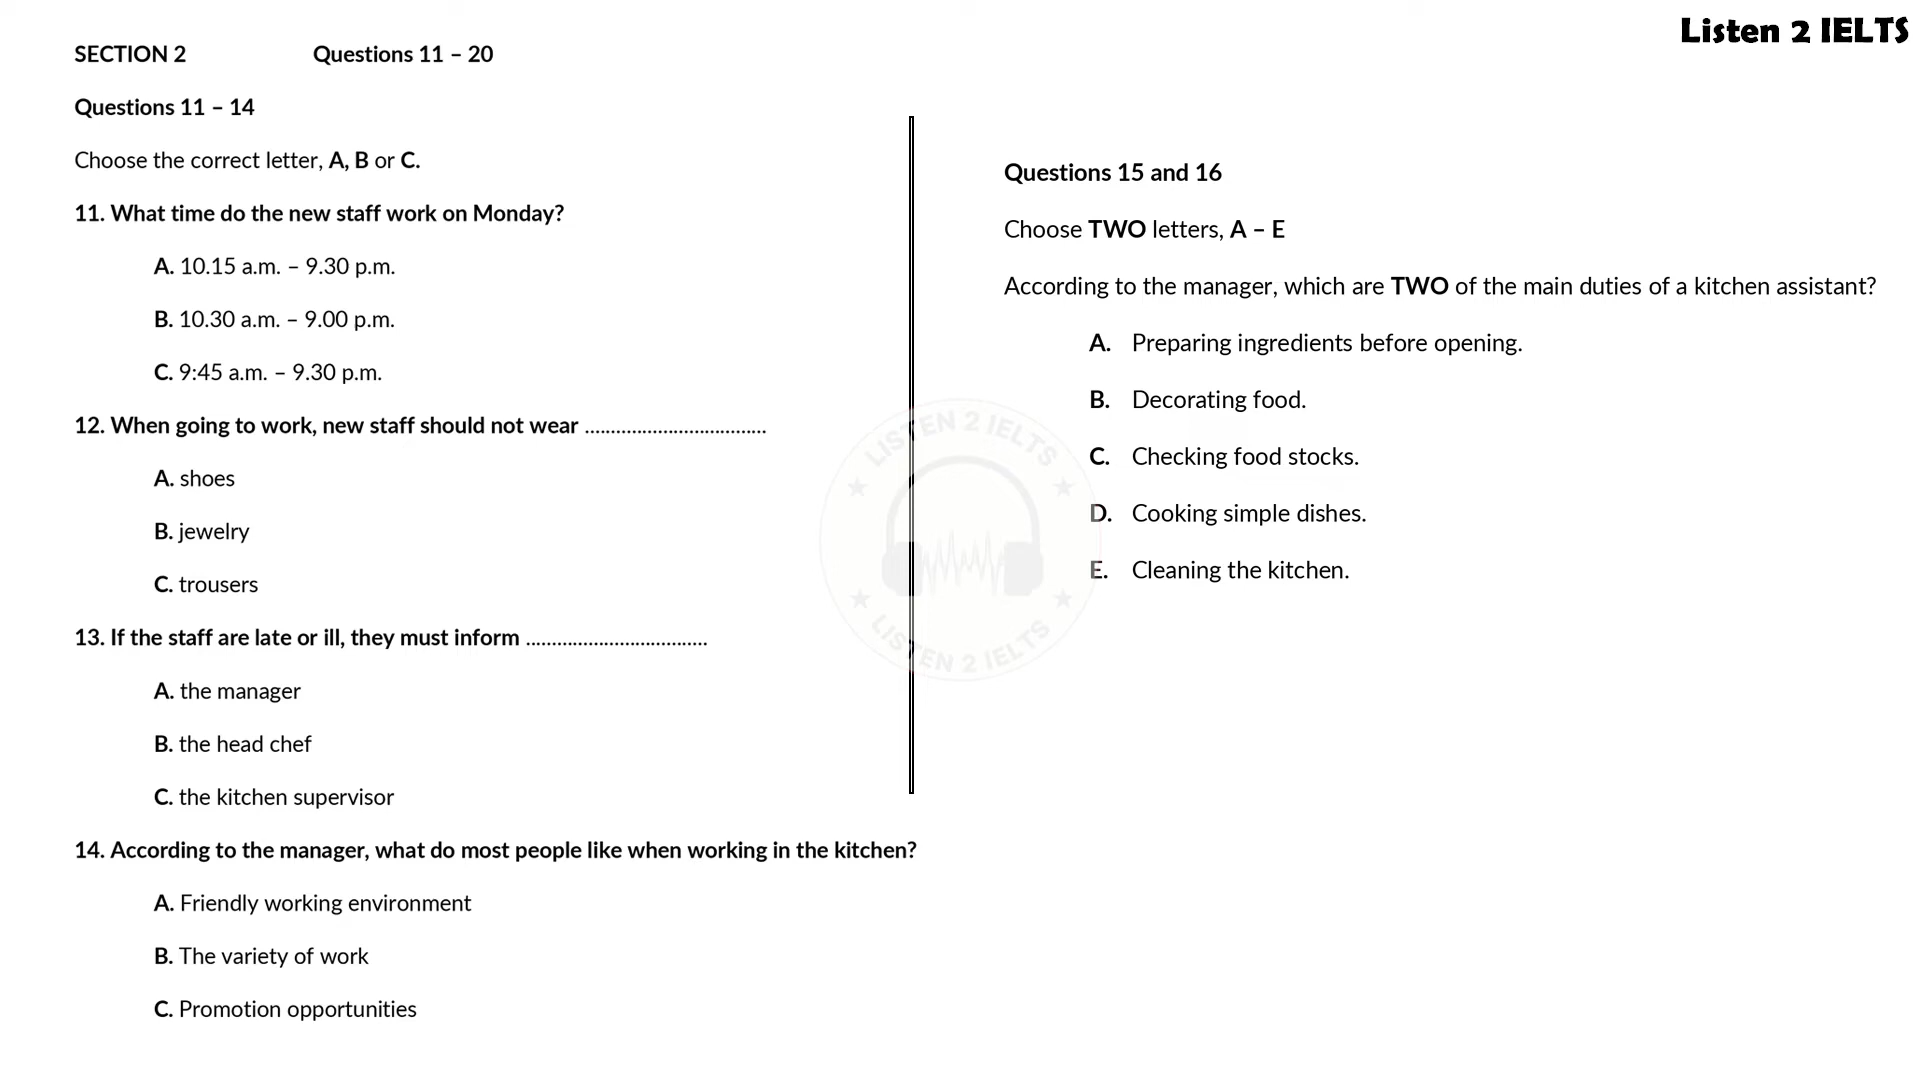 Listen 2 IELTS
SECTION 2 Questions 11 – 20
Questions 11 – 14
Choose the correct letter, A, B or C.
11. What time do the new staff work on Monday?
A. 10.15 a.m. – 9.30 p.m.
B. 10.30 a.m. – 9.00 p.m.
C. 9:45 a.m. – 9.30 p.m.
12. When going to work, new staff should not wear ...................................
A. shoes
B. jewelry
C. trousers
13. If the staff are late or ill, they must inform ...................................
A. the manager
B. the head chef
C. the kitchen supervisor
14. According to the manager, what do most people like when working in the kitchen?
A. Friendly working environment
B. The variety of work
C. Promotion opportunities
Questions 15 and 16
Choose TWO letters, A – E
According to the manager, which are TWO of the main duties of a kitchen assistant?
A. Preparing ingredients before opening.
B. Decorating food.
C. Checking food stocks.
D. Cooking simple dishes.
E. Cleaning the kitchen.
LISTEN 2 IELTS
LISTEN 2 IELTS